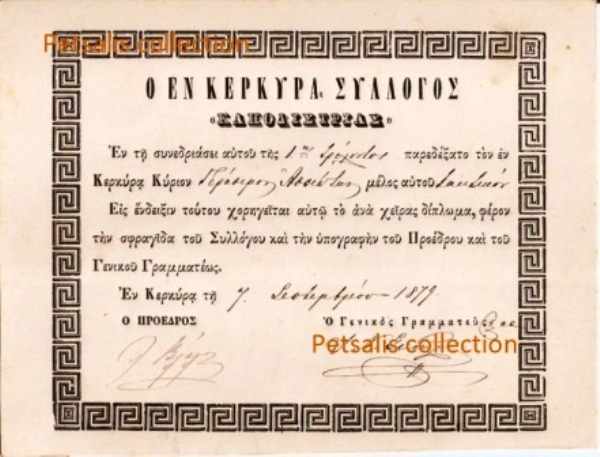 Petsalis collection
Ο ΕΝ ΚΕΡΚΥΡΑ ΣΥΛΛΟΓΟΣ
«ΚΑΠΟΔΙΣΤΡΙΑΣ»
Ἐν τῇ συνεδριάσει αὐτοῦ τῆς παρεδέξατο τὸν ἐν
Κερκύρᾳ Κύριον μέλος αὐτοῦ
Εἰς ἔνδειξιν τούτου χορηγεῖται αὐτῷ τὸ ἀνὰ χεῖρας δίπλωμα, φέρον
τὴν σφραγῖδα τοῦ Συλλόγου καὶ τὴν ὑπογραφὴν τοῦ Προέδρου καὶ τοῦ
Γενικοῦ Γραμματέως.
Ἐν Κερκύρᾳ τῇ 7 Σεπτεμβρίου 1879
Ο ΠΡΟΕΔΡΟΣ Ὁ Γενικὸς Γραμματεὺς
Petsalis collection